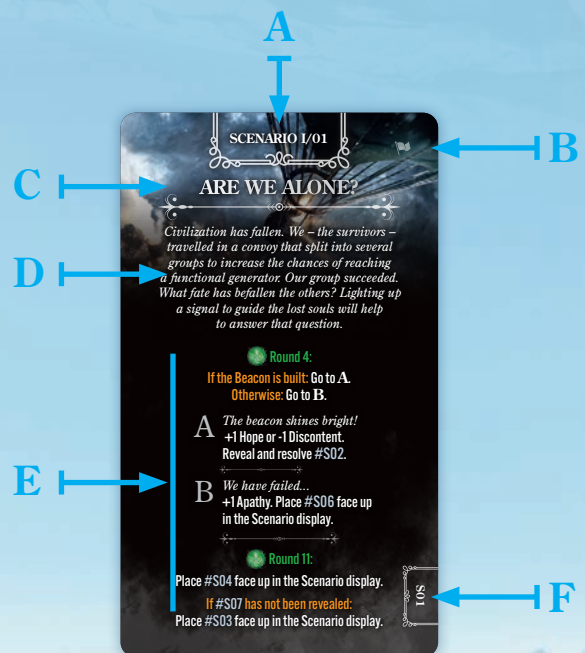 A
SCENARIO I/01
B
C
ARE WE ALONE?
Civilization has fallen. We – the survivors –
travelled in a convoy that split into several
D
groups to increase the chances of reaching
a functional generator. Our group succeeded.
What fate has befallen the others? Lighting up
a signal to guide the lost souls will help
to answer that question.
Round 4:
If the Beacon is built: Go to A.
Otherwise: Go to B.
A
The beacon shines bright!
+1 Hope or -1 Discontent.
Reveal and resolve #S02.
E
B
We have failed...
+1 Apathy. Place #S06 face up
in the Scenario display.
Round 11:
Place #S04 face up in the Scenario display.
If #S07 has not been revealed:
Place #S03 face up in the Scenario display.
S01
F